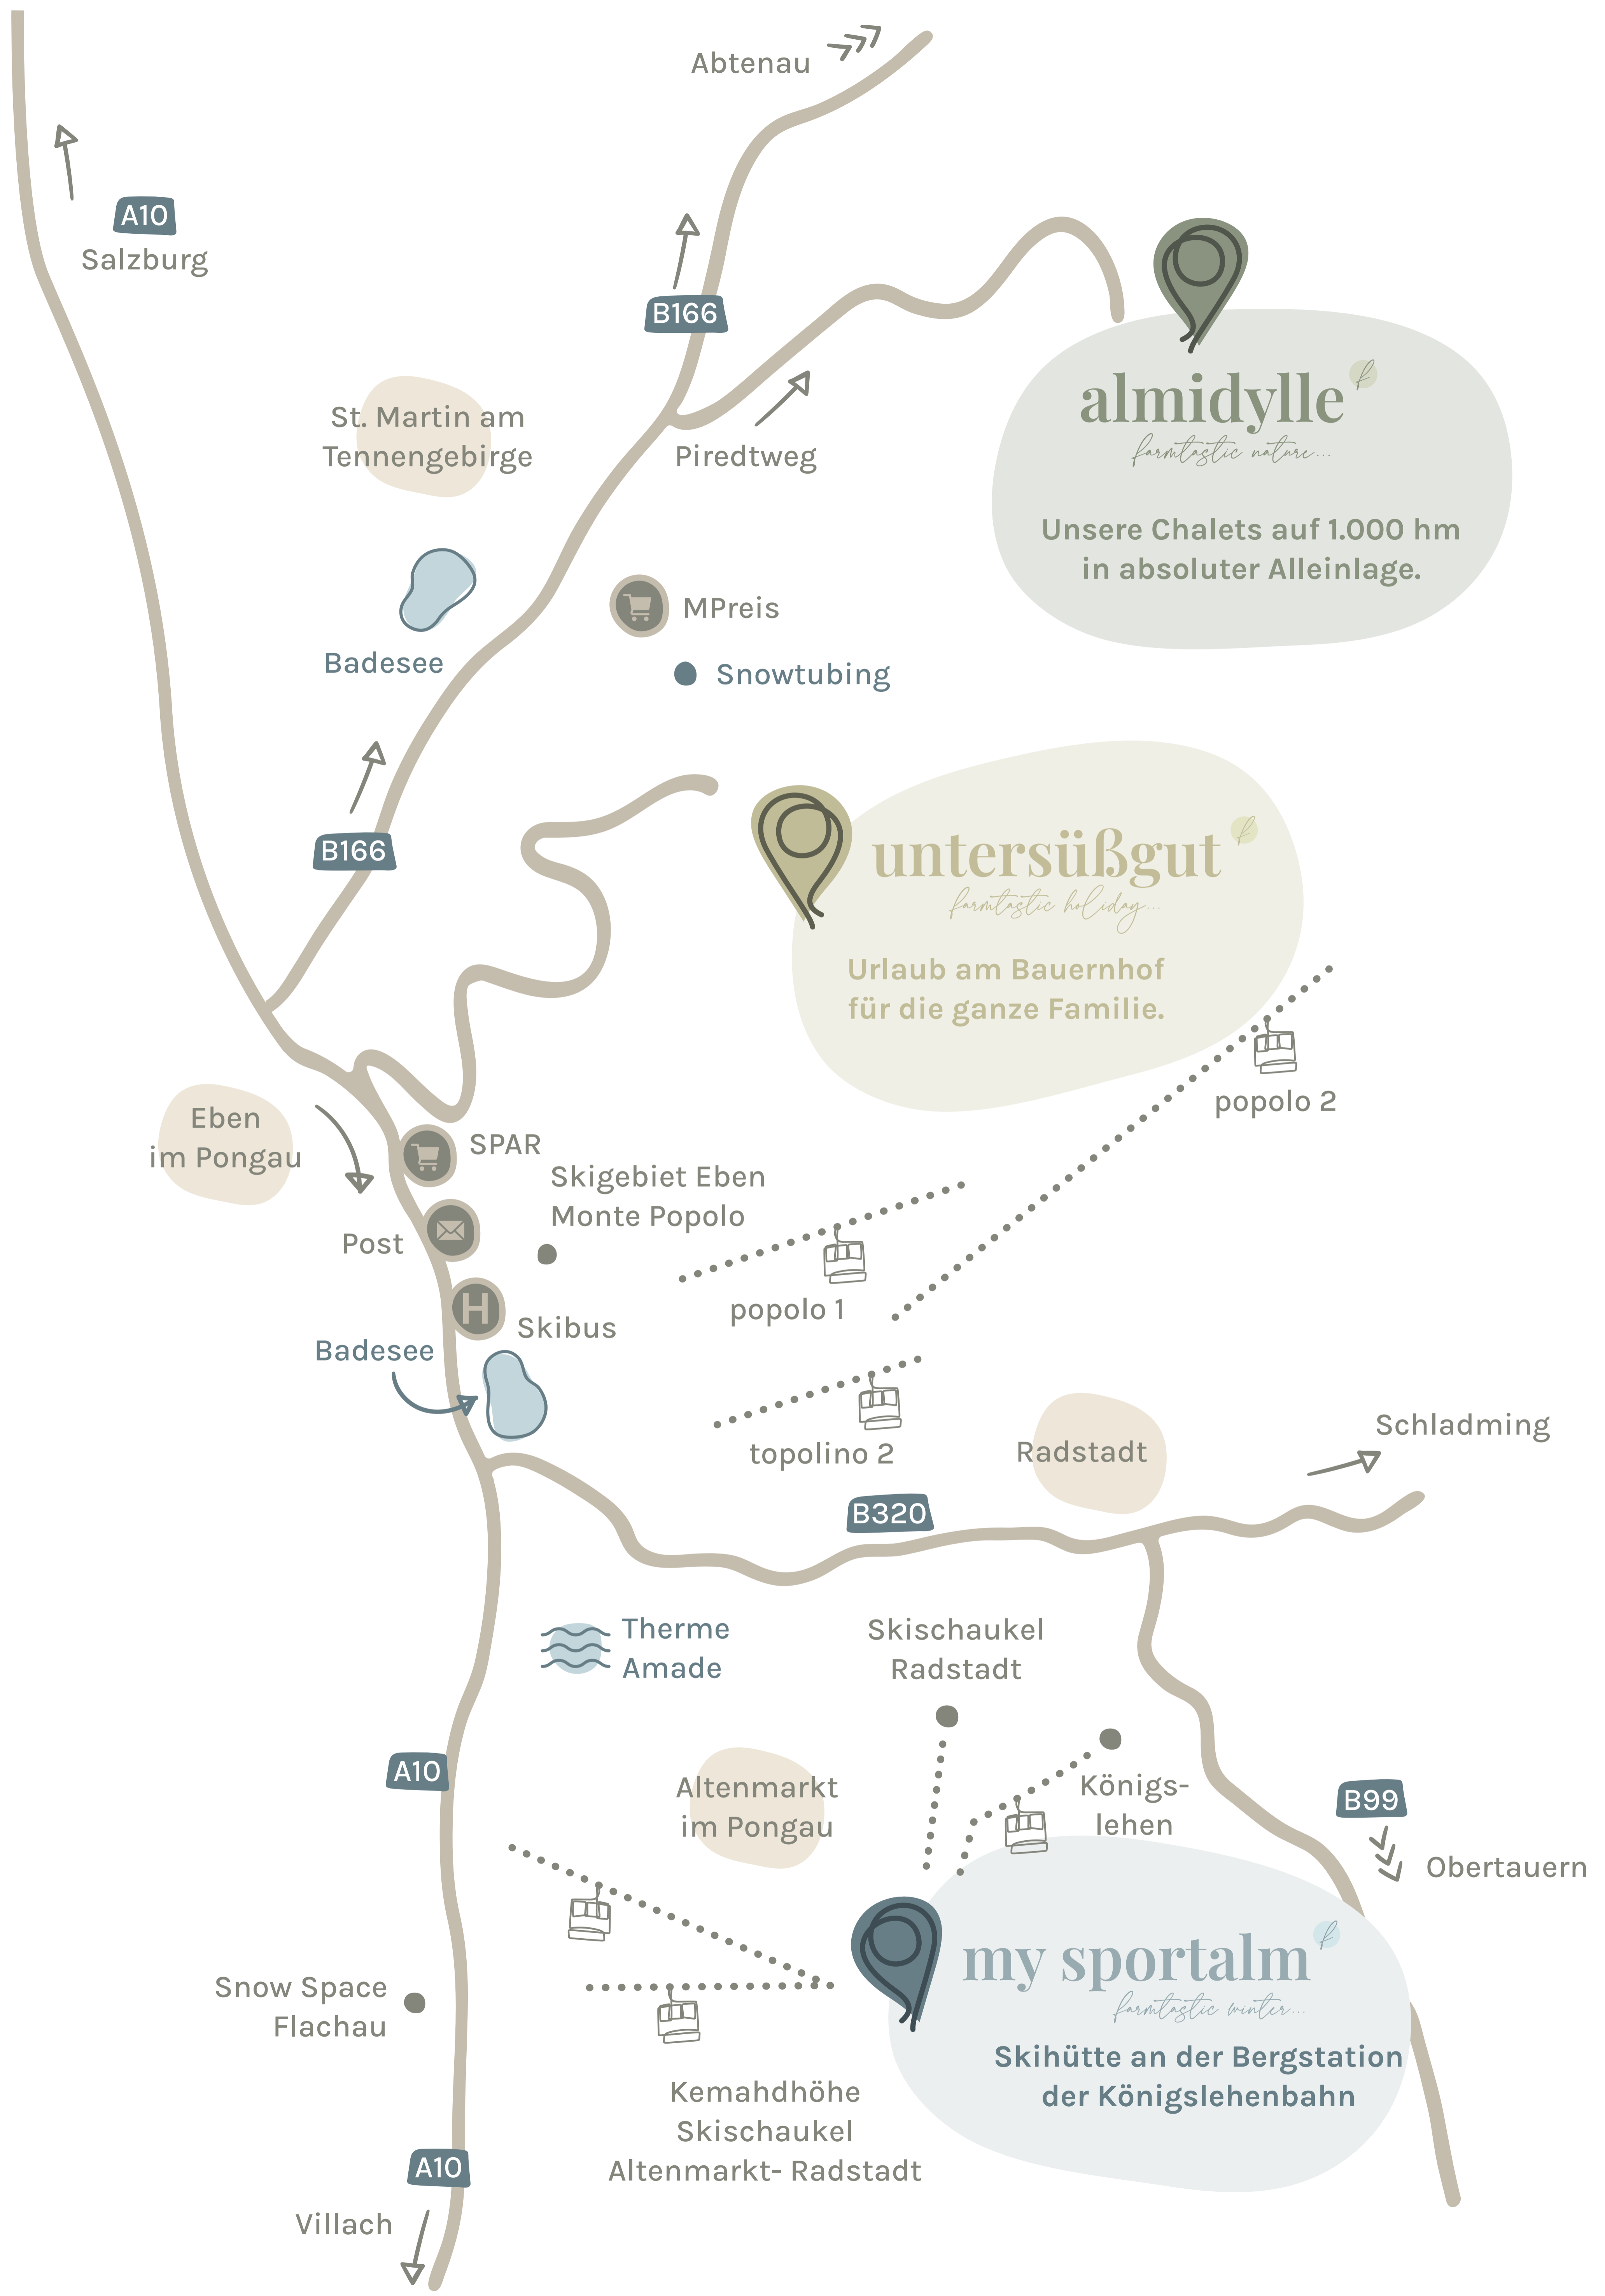 Abtenau
A10
Salzburg
B166
almidylle
farmtastic nature...
Unsere Chalets auf 1.000 hm
in absoluter Alleinlage.
St. Martin am
Tennengebirge
Piredtweg
MPreis
Badesee
Snowtubing
B166
untersüßgut
farmtastic holiday...
Urlaub am Bauernhof
für die ganze Familie.
popolo 2
Eben
im Pongau
SPAR
Skigebiet Eben
Monte Popolo
Post
popolo 1
H
Skibus
Badesee
topolino 2
Radstadt
Schladming
B320
Therme
Amade
Skischaukel
Radstadt
A10
Altenmarkt
im Pongau
Königs-
lehen
B99
Obertauern
my sportalm
farmtastic winter...
Skihütte an der Bergstation
der Königslehenbahn
Snow Space
Flachau
Kemahdhöhe
Skischaukel
Altenmarkt- Radstadt
A10
Villach